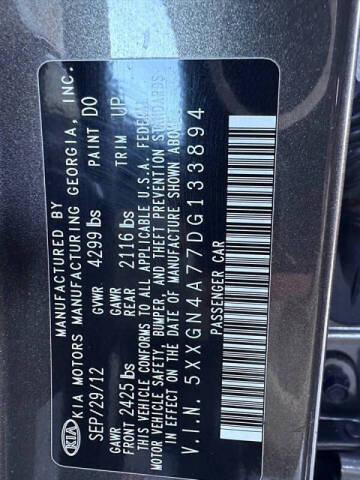 KIA
MANUFACTURED BY
KIA MOTORS MANUFACTURING GEORGIA, INC.
SEP/29/12 GVWR 4299 lbs PAINT D0
GAWR GAWR
FRONT 2425 lbs REAR 2116 lbs TRIM UP
THIS VEHICLE CONFORMS TO ALL APPLICABLE U.S.A. FEDERAL
MOTOR VEHICLE SAFETY, BUMPER, AND THEFT PREVENTION STANDARDS
IN EFFECT ON THE DATE OF MANUFACTURE SHOWN ABOVE
V.I.N. 5XXGN4A77DG133894
PASSENGER CAR